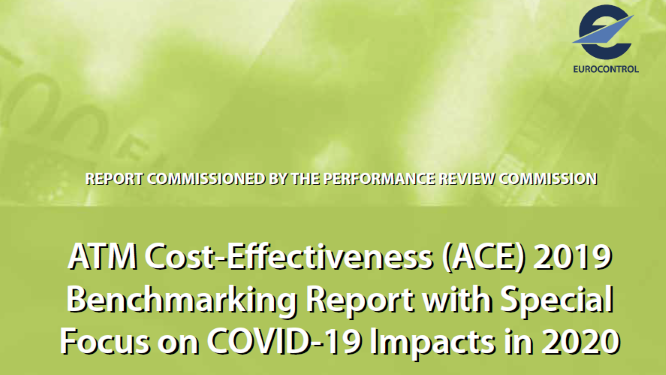 EUROCONTROL
REPORT COMMISSIONED BY THE PERFORMANCE REVIEW COMMISSION
ATM Cost-Effectiveness (ACE) 2019
Benchmarking Report with Special
Focus on COVID-19 Impacts in 2020